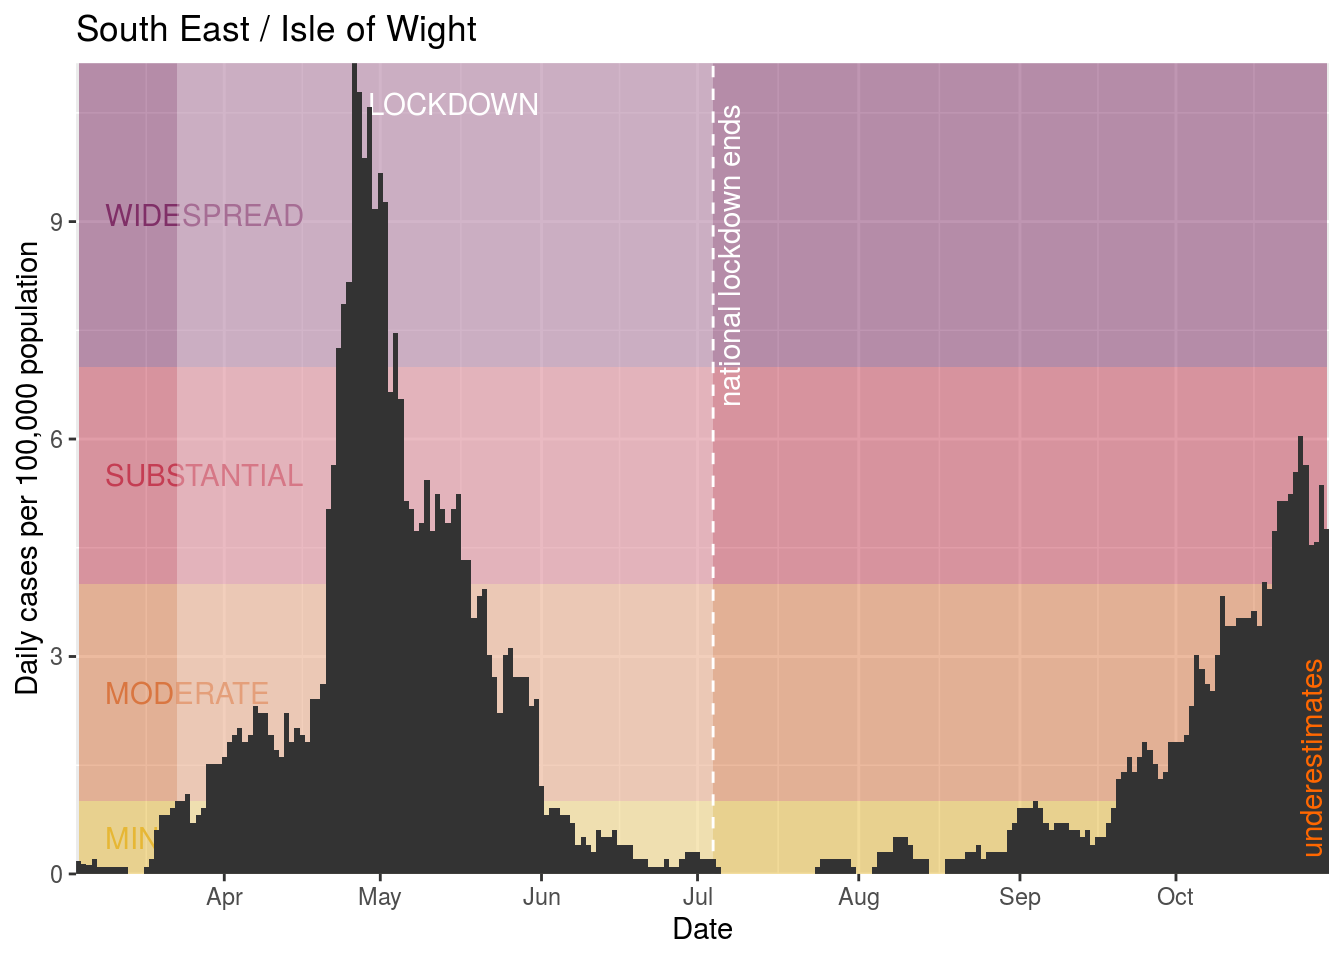 South East / Isle of Wight
LOCKDOWN
national lockdown ends
WIDESPREAD
SUBSTANTIAL
MODERATE
MIN
underestimates
Daily cases per 100,000 population
9
6
3
0
Apr May Jun Jul Aug Sep Oct
Date